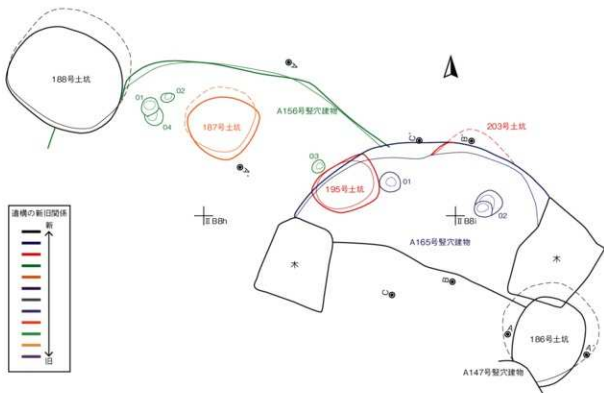 188号土坑
01
02
04
187号土坑
A
A156号竪穴建物
A'
C'
B'
203号土坑
03
195号土坑
01
02
遺構の新旧関係
新
旧
ⅡB8h
ⅡB8i
A165号竪穴建物
木
木
C
B
A
186号土坑
A'
A147号竪穴建物